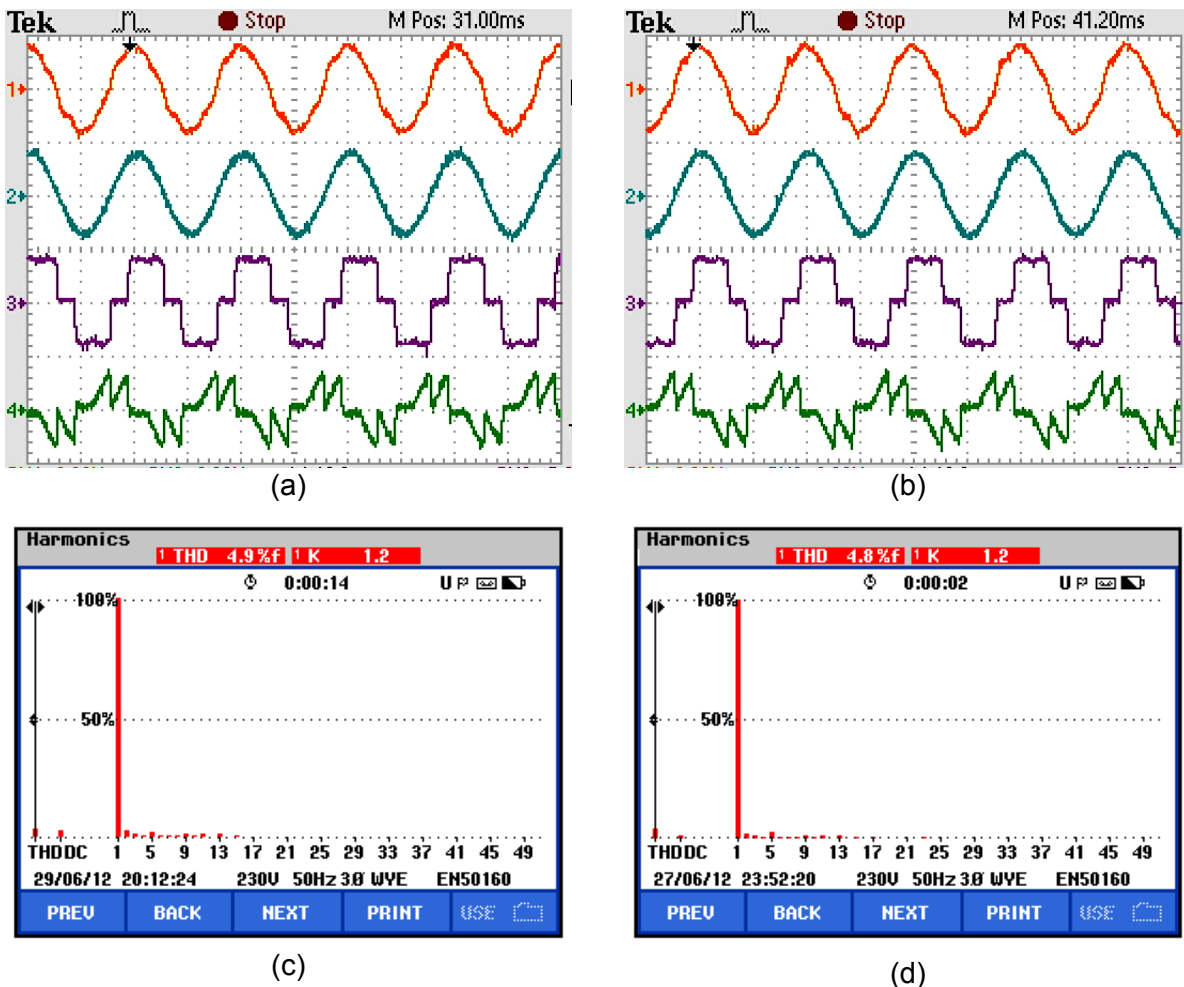 Tek Stop M Pos: 31.00ms
1
2
3
4
(a)
Tek Stop M Pos: 41.20ms
1
2
3
4
(b)
Harmonics
1 THD 4.9%f 1 K 1.2
0:00:14 U
100%
50%
THDDC 1 5 9 13 17 21 25 29 33 37 41 45 49
29/06/12 20:12:24 230V 50Hz 3Ø WYE EN50160
PREV BACK NEXT PRINT USE
(c)
Harmonics
1 THD 4.8%f 1 K 1.2
0:00:02 U
100%
50%
THDDC 1 5 9 13 17 21 25 29 33 37 41 45 49
27/06/12 23:52:20 230V 50Hz 3Ø WYE EN50160
PREV BACK NEXT PRINT USE
(d)